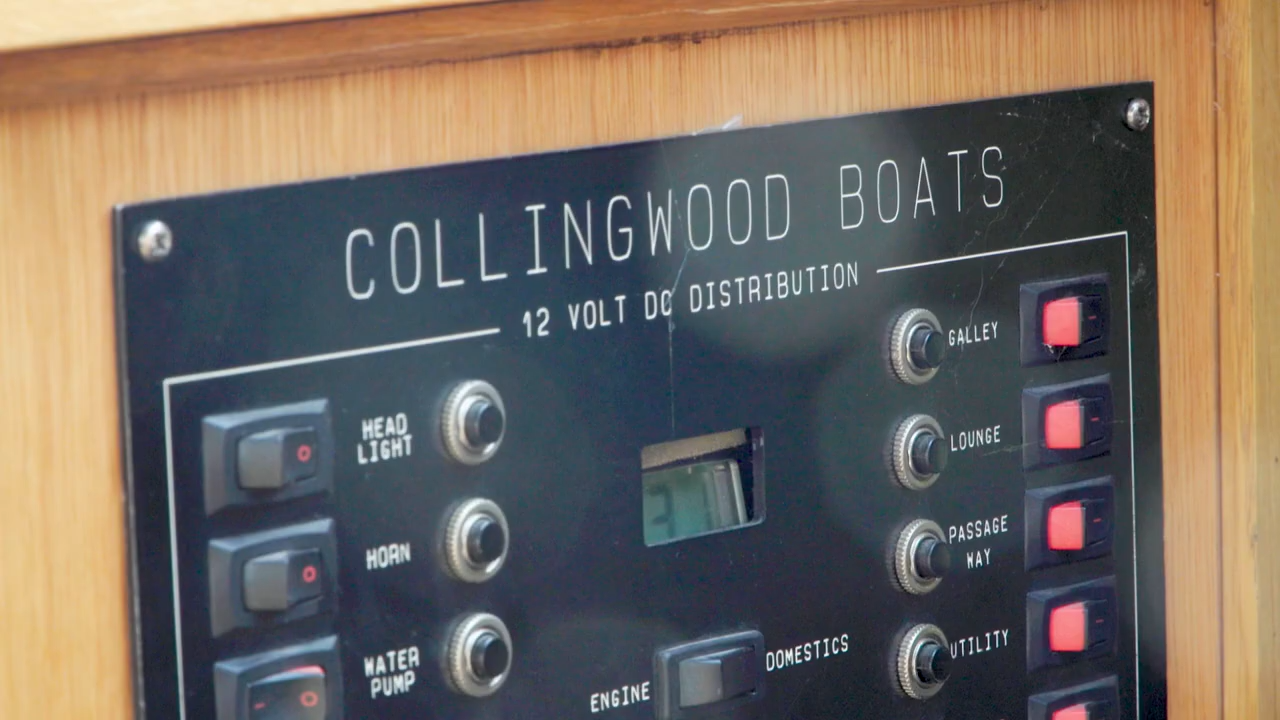 COLLINGWOOD BOATS
12 VOLT DC DISTRIBUTION
HEAD
LIGHT
HORN
WATER
PUMP
ENGINE
DOMESTICS
GALLEY
LOUNGE
PASSAGE
WAY
UTILITY